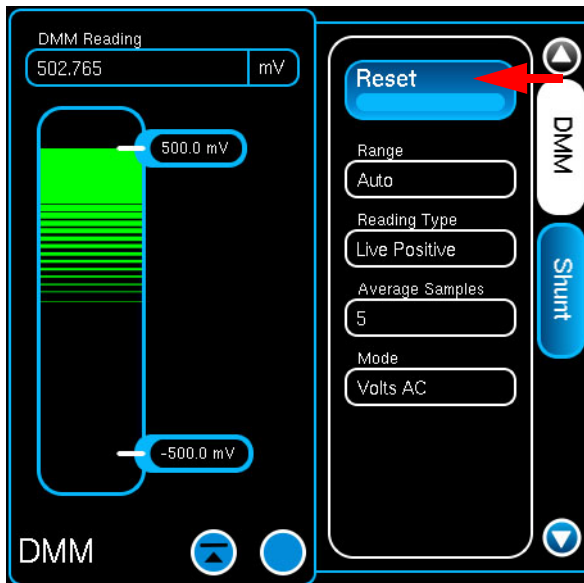 DMM Reading
502.765 mV
500.0 mV
-500.0 mV
DMM
Reset
Range
Auto
Reading Type
Live Positive
Average Samples
5
Mode
Volts AC
DMM
Shunt